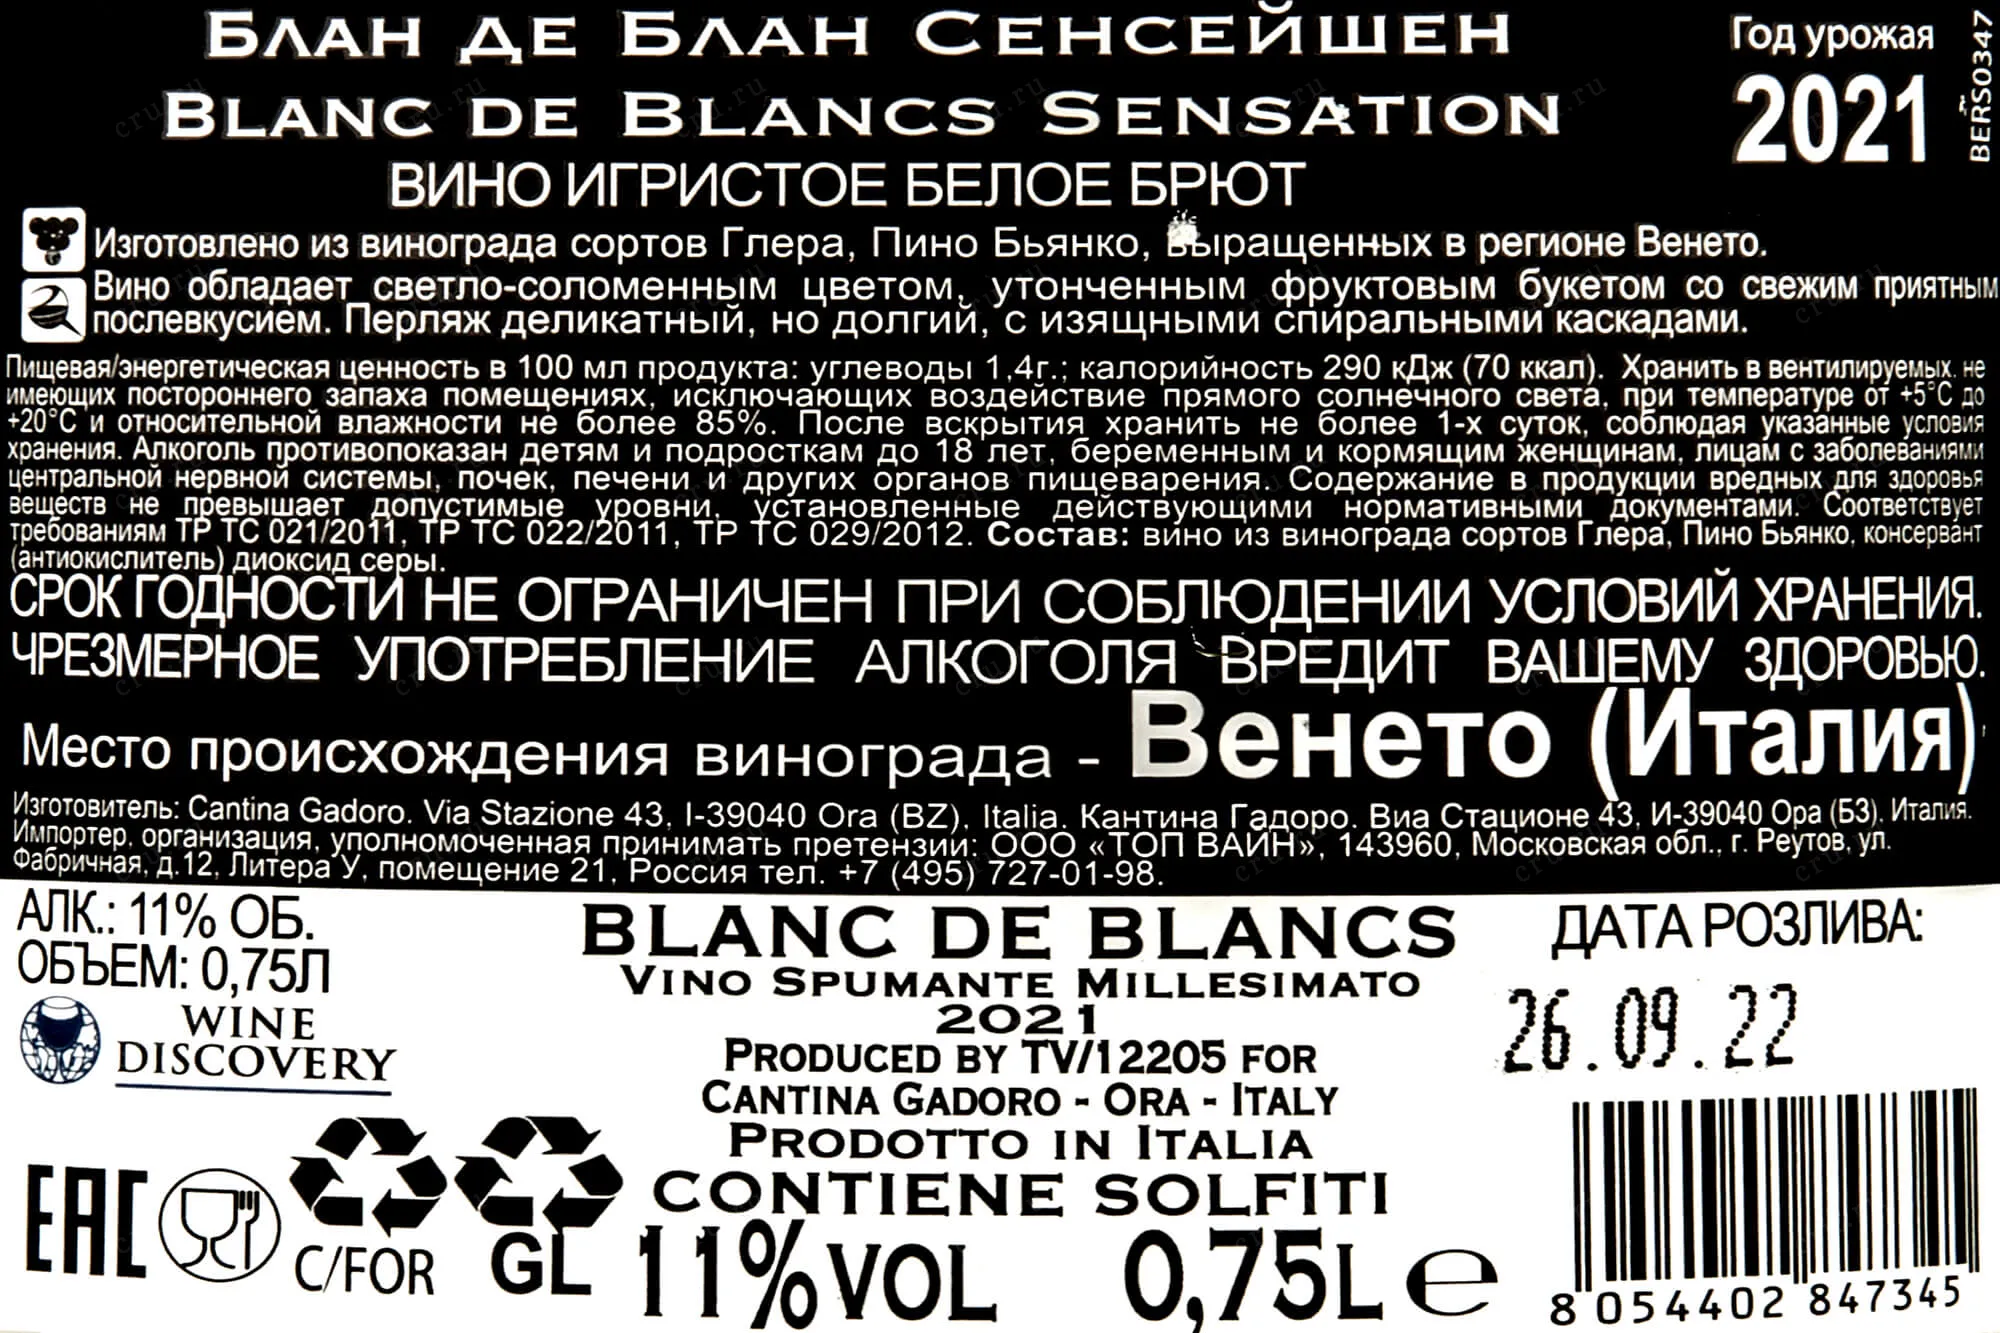 Блан де Блан Сенсейшен
Blanc de Blancs Sensation
ВИНО ИГРИСТОЕ БЕЛОЕ БРЮТ
Год урожая
2021
BERS0347
Изготовлено из винограда сортов Глера, Пино Бьянко, выращенных в регионе Венето.
Вино обладает светло-соломенным цветом, утонченным фруктовым букетом со свежим приятным
послевкусием. Перляж деликатный, но долгий, с изящными спиральными каскадами.
Пищевая/энергетическая ценность в 100 мл продукта: углеводы 1,4г.; калорийность 290 кДж (70 ккал). Хранить в вентилируемых, не
имеющих постороннего запаха помещениях, исключающих воздействие прямого солнечного света, при температуре от +5°С до
+20°С и относительной влажности не более 85%. После вскрытия хранить не более 1-х суток, соблюдая указанные условия
хранения. Алкоголь противопоказан детям и подросткам до 18 лет, беременным и кормящим женщинам, лицам с заболеваниями
центральной нервной системы, почек, печени и других органов пищеварения. Содержание в продукции вредных для здоровья
веществ не превышает допустимые уровни, установленные действующими нормативными документами. Соответствует
требованиям ТР ТС 021/2011, ТР ТС 022/2011, ТР ТС 029/2012. Состав: вино из винограда сортов Глера, Пино Бьянко, консервант
(антиокислитель) диоксид серы.
СРОК ГОДНОСТИ НЕ ОГРАНИЧЕН ПРИ СОБЛЮДЕНИИ УСЛОВИЙ ХРАНЕНИЯ.
ЧРЕЗМЕРНОЕ УПОТРЕБЛЕНИЕ АЛКОГОЛЯ ВРЕДИТ ВАШЕМУ ЗДОРОВЬЮ.
Место происхождения винограда - Венето (Италия)
Изготовитель: Cantina Gadoro. Via Stazione 43, I-39040 Ora (BZ), Italia. Кантина Гадоро. Виа Стационе 43, И-39040 Ора (БЗ), Италия.
Импортер, организация, уполномоченная принимать претензии: ООО «ТОП ВАЙН», 143960, Московская обл., г. Реутов, ул.
Фабричная, д.12, Литера У, помещение 21, Россия тел. +7 (495) 727-01-98.
АЛК.: 11% ОБ.
ОБЪЕМ: 0,75Л
WINE
DISCOVERY
EAC
C/FOR
GL
BLANC DE BLANCS
VINO SPUMANTE MILLESIMATO
2021
PRODUCED BY TV/12205 FOR
CANTINA GADORO - ORA - ITALY
PRODOTTO IN ITALIA
CONTIENE SOLFITI
11%VOL 0,75L e
ДАТА РОЗЛИВА:
26.09.22
8 054402 847345